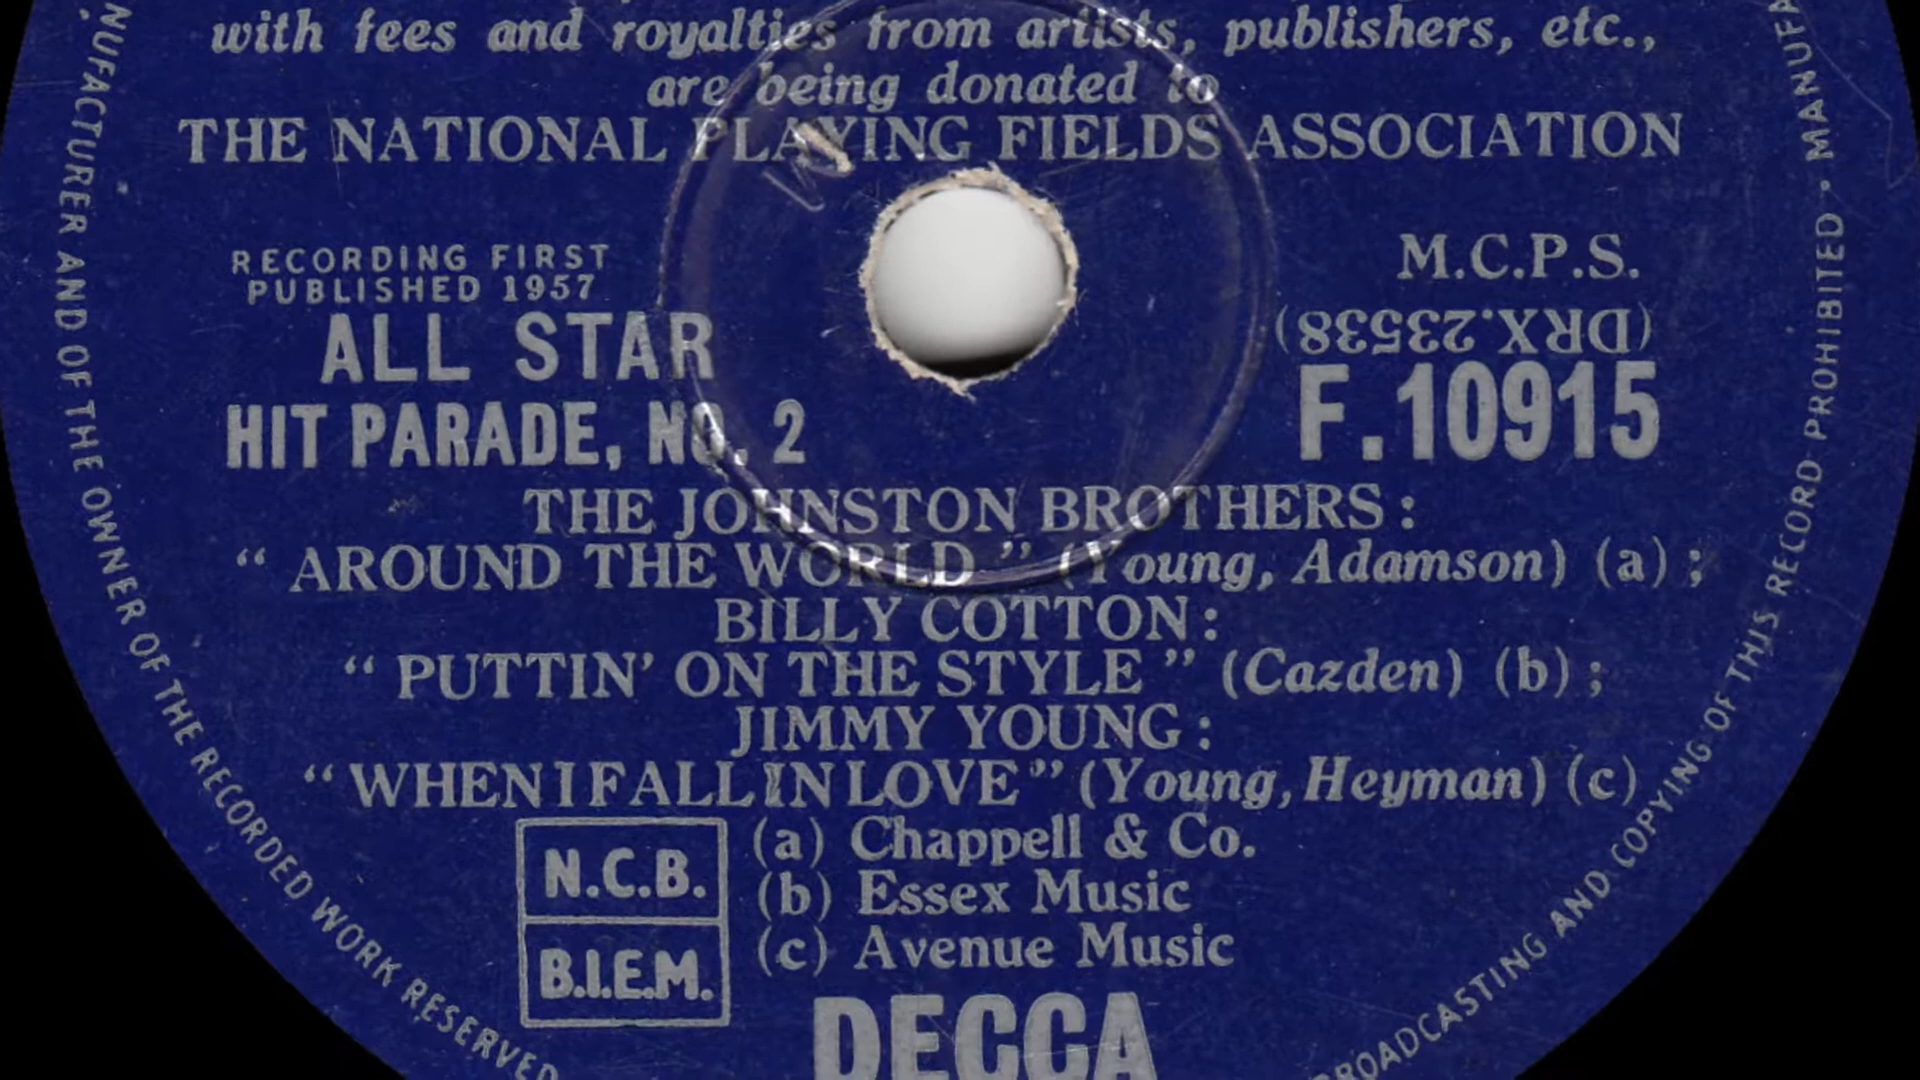 with fees and royalties from artists, publishers, etc.,
are being donated to
THE NATIONAL PLAYING FIELDS ASSOCIATION
RECORDING FIRST
PUBLISHED 1957
M.C.P.S.
(DRX.23538)
ALL STAR
HIT PARADE, NO. 2
F.10915
THE JOHNSTON BROTHERS :
“ AROUND THE WORLD ” (Young, Adamson) (a) ;
BILLY COTTON :
“ PUTTIN’ ON THE STYLE ” (Cazden) (b) ;
JIMMY YOUNG :
“ WHEN I FALL IN LOVE ” (Young, Heyman) (c)
N.C.B.
B.I.E.M.
(a) Chappell & Co.
(b) Essex Music
(c) Avenue Music
DECCA
AND OF THE OWNER OF THE RECORDED WORK RESERVED
BROADCASTING AND COPYING OF THIS RECORD PROHIBITED